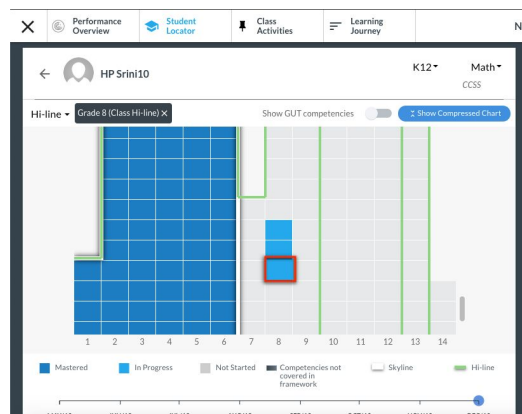 Performance
Overview
Student
Locator
Class
Activities
Learning
Journey
N
HP Srini10
K12
Math
CCSS
Hi-line
Grade 8 (Class Hi-line) ×
Show GUT competencies
Show Compressed Chart
1 2 3 4 5 6 7 8 9 10 11 12 13 14
Mastered
In Progress
Not Started
Competencies not
covered in
framework
Skyline
Hi-line